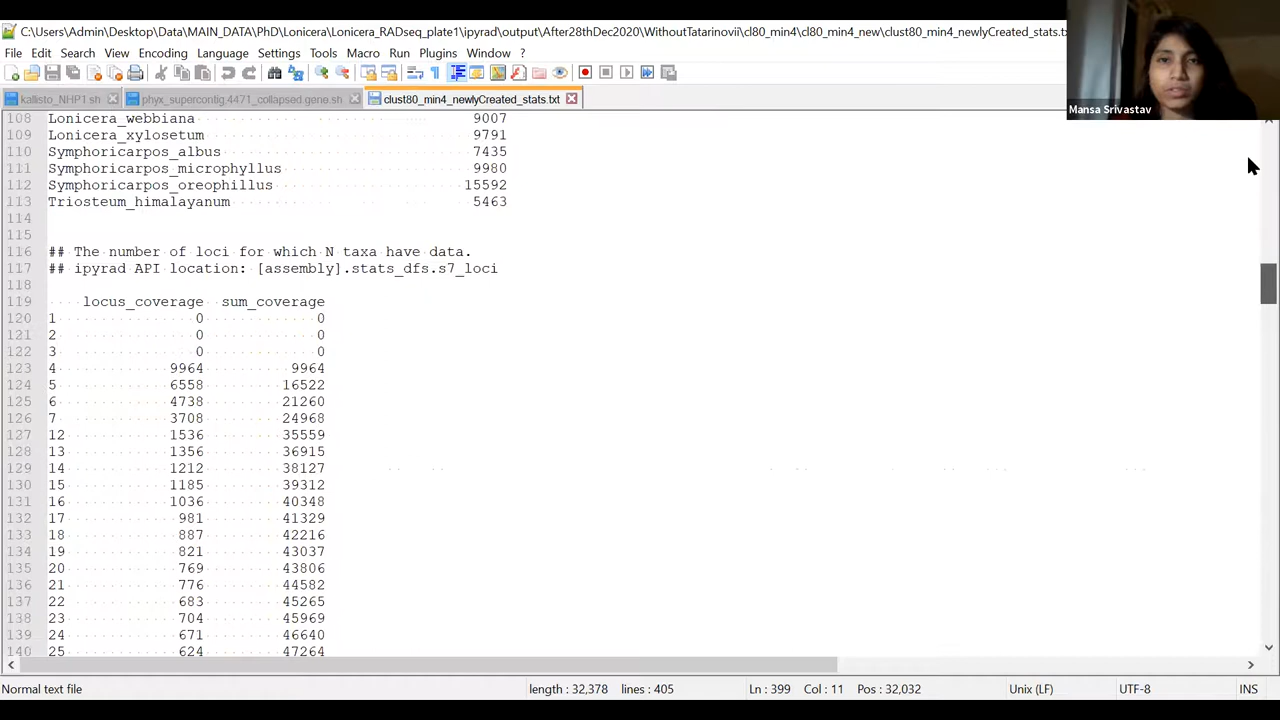 C:\Users\Admin\Desktop\Data\MAIN_DATA\PhD\Lonicera\Lonicera_RADseq_plate1\ipyrad\output\After28thDec2020\WithoutTatarinovii\cl80_min4\cl80_min4_new\clust80_min4_newlyCreated_stats.tx
File Edit Search View Encoding Language Settings Tools Macro Run Plugins Window ?
kallisto_NHP1.sh phyx_supercontig.4471_collapsed.gene.sh clust80_min4_newlyCreated_stats.txt
Mansa Srivastav
108 Lonicera_webbiana 9007
109 Lonicera_xylosetum 9791
110 Symphoricarpos_albus 7435
111 Symphoricarpos_microphyllus 9980
112 Symphoricarpos_oreophillus 15592
113 Triosteum_himalayanum 5463
114
115
116 ## The number of loci for which N taxa have data.
117 ## ipyrad API location: [assembly].stats_dfs.s7_loci
118
119 locus_coverage sum_coverage
120 1 0 0
121 2 0 0
122 3 0 0
123 4 9964 9964
124 5 6558 16522
125 6 4738 21260
126 7 3708 24968
127 12 1536 35559
128 13 1356 36915
129 14 1212 38127
130 15 1185 39312
131 16 1036 40348
132 17 981 41329
133 18 887 42216
134 19 821 43037
135 20 769 43806
136 21 776 44582
137 22 683 45265
138 23 704 45969
139 24 671 46640
140 25 624 47264
Normal text file length : 32,378 lines : 405 Ln : 399 Col : 11 Pos : 32,032 Unix (LF) UTF-8 INS